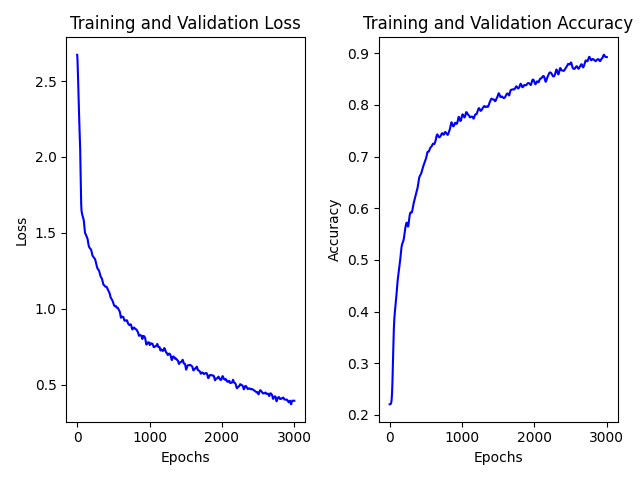 Training and Validation Loss
Loss
2.5
2.0
1.5
1.0
0.5
0 1000 2000 3000
Epochs
Training and Validation Accuracy
Accuracy
0.9
0.8
0.7
0.6
0.5
0.4
0.3
0.2
0 1000 2000 3000
Epochs